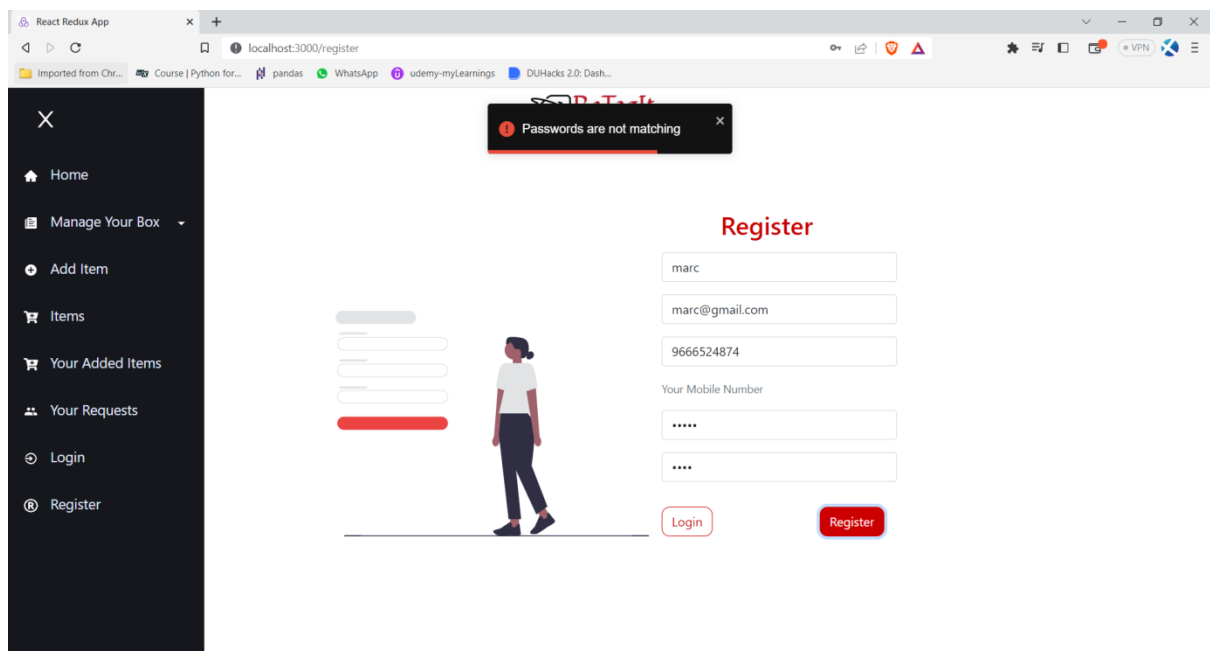 React Redux App
localhost:3000/register
VPN
Imported from Chr... Course | Python for... pandas WhatsApp udemy-myLearnings DUHacks 2.0: Dash...
Passwords are not matching
Home
Manage Your Box
Add Item
Items
Your Added Items
Your Requests
Login
Register
Register
marc
marc@gmail.com
9666524874
Your Mobile Number
•••••
••••
Login
Register